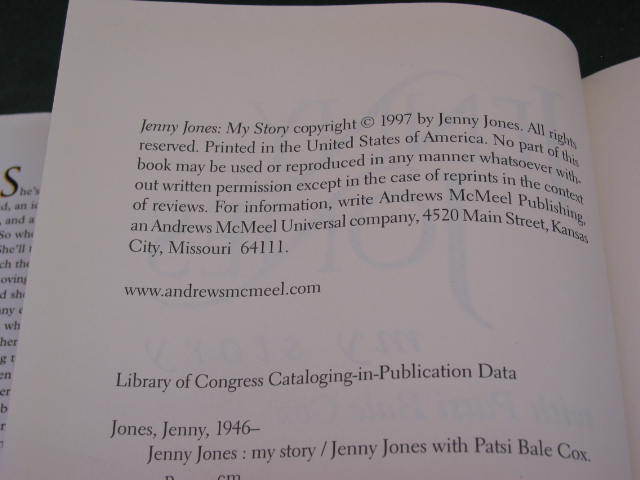 Jenny Jones: My Story copyright © 1997 by Jenny Jones. All rights
reserved. Printed in the United States of America. No part of this
book may be used or reproduced in any manner whatsoever with-
out written permission except in the case of reprints in the context
of reviews. For information, write Andrews McMeel Publishing,
an Andrews McMeel Universal company, 4520 Main Street, Kansas
City, Missouri 64111.
www.andrewsmcmeel.com
Library of Congress Cataloging-in-Publication Data
Jones, Jenny, 1946–
Jenny Jones : my story / Jenny Jones with Patsi Bale Cox.
cm
She's
and a
So